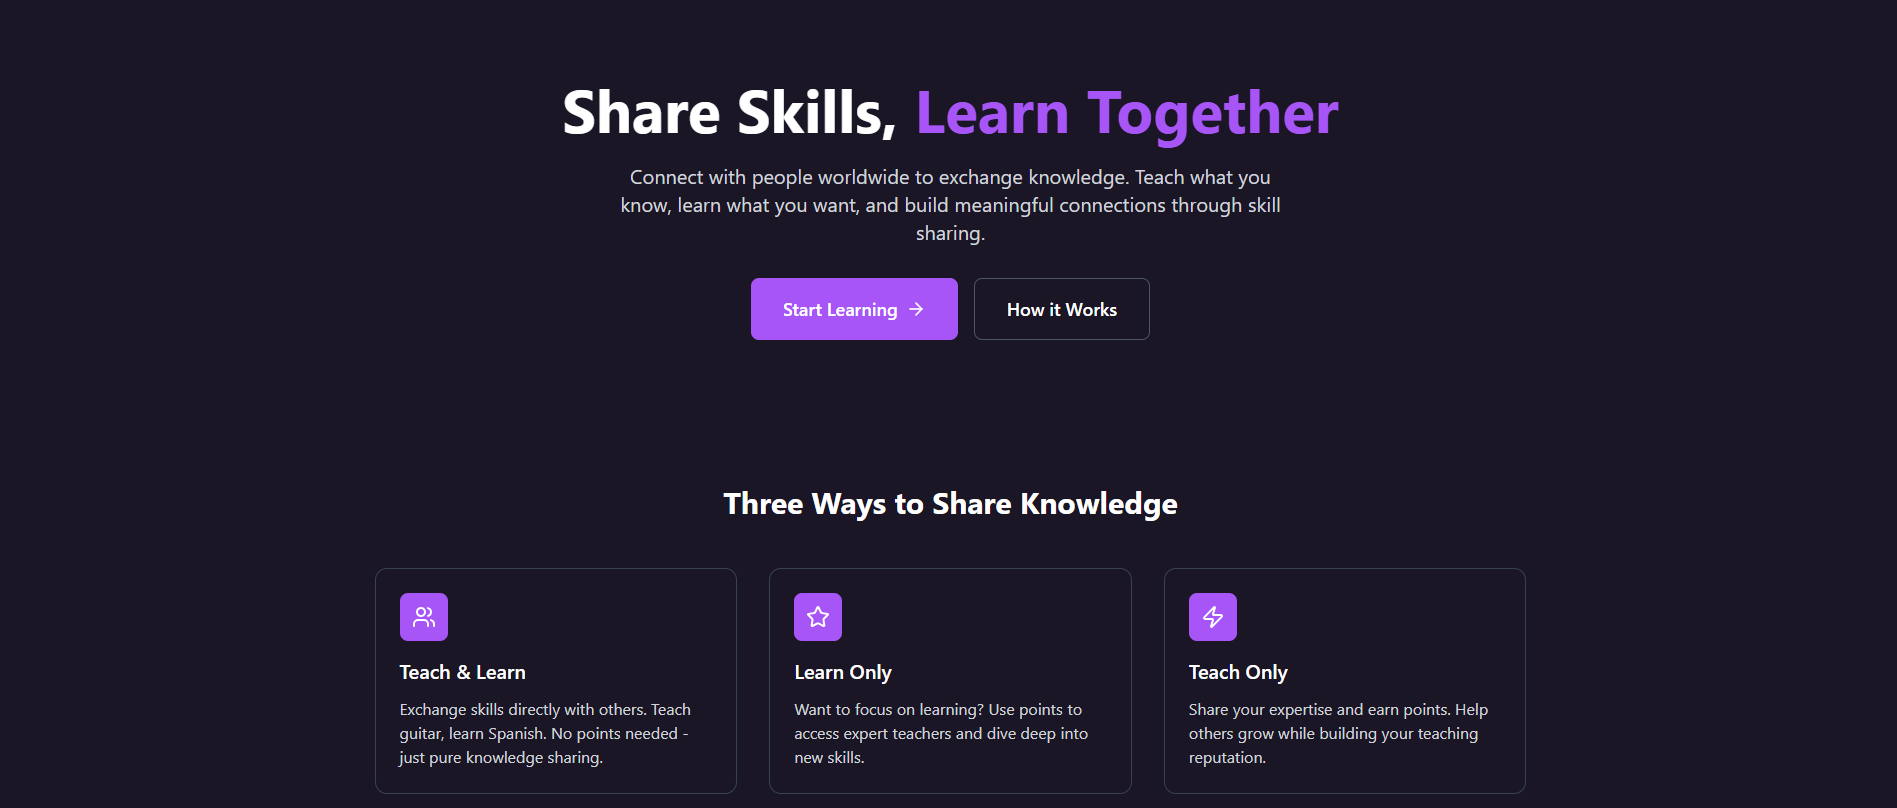 Share Skills, Learn Together
Connect with people worldwide to exchange knowledge. Teach what you
know, learn what you want, and build meaningful connections through skill
sharing.
Start Learning →
How it Works
Three Ways to Share Knowledge
Teach & Learn
Exchange skills directly with others. Teach
guitar, learn Spanish. No points needed -
just pure knowledge sharing.
Learn Only
Want to focus on learning? Use points to
access expert teachers and dive deep into
new skills.
Teach Only
Share your expertise and earn points. Help
others grow while building your teaching
reputation.